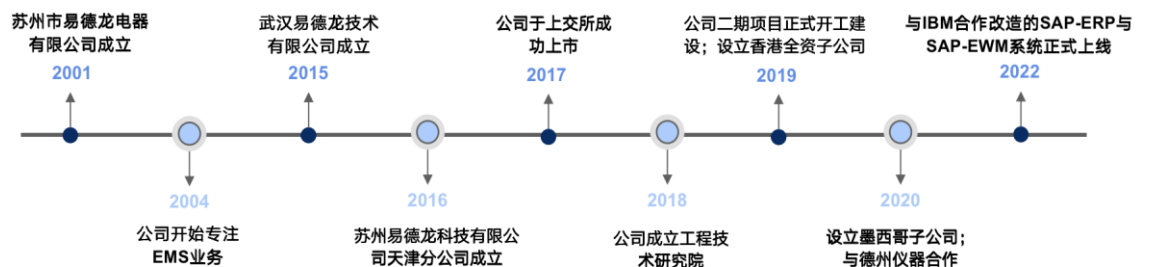 苏州市易德龙电器
有限公司成立
2001
武汉易德龙技术
有限公司成立
2015
公司于上交所成
功上市
2017
公司二期项目正式开工建
设；设立香港全资子公司
2019
与IBM合作改造的SAP-ERP与
SAP-EWM系统正式上线
2022
2004
公司开始专注
EMS业务
2016
苏州易德龙科技有限公
司天津分公司成立
2018
公司成立工程技
术研究院
2020
设立墨西哥子公司；
与德州仪器合作